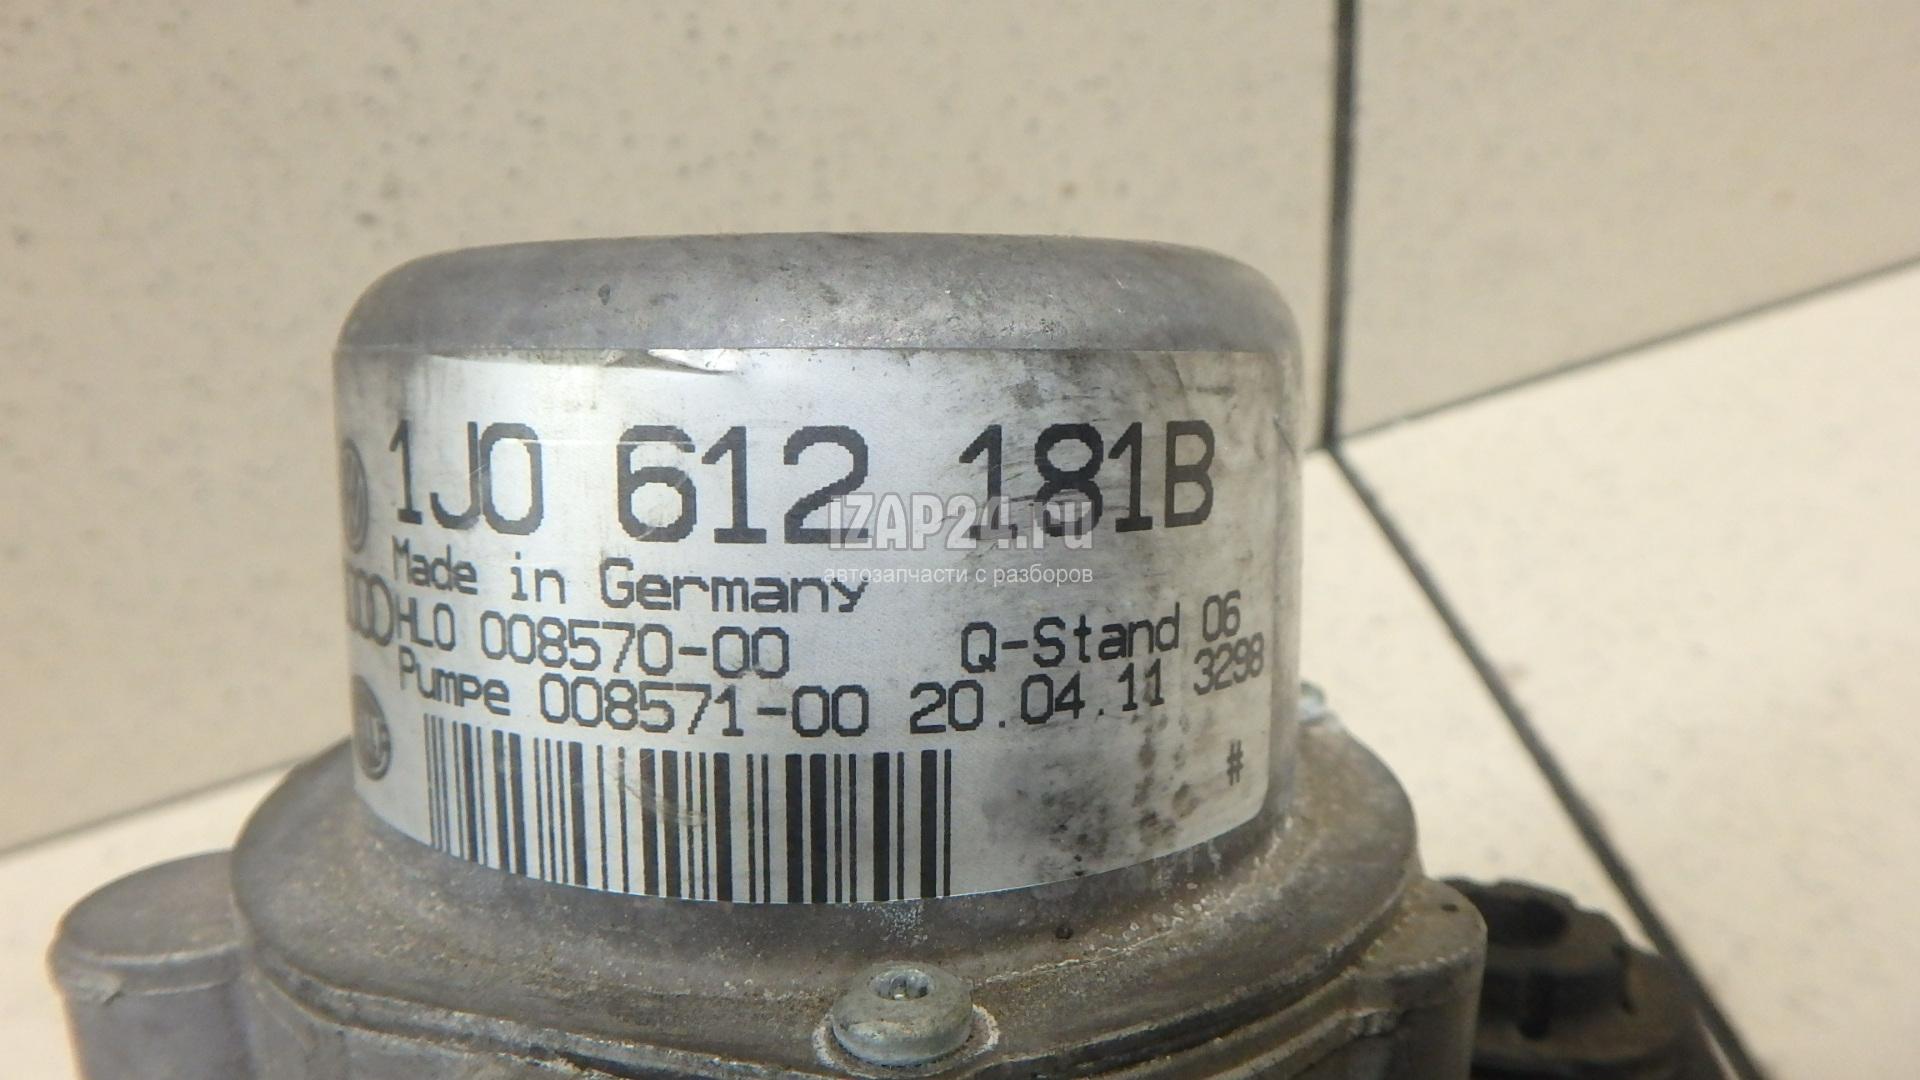 1J0 612 181B
Made in Germany
HLO 008570-00 Q-Stand 06
Pumpe 008571-00 20.04.11 3298
#
iZAP24.ru
автозапчасти с разборов